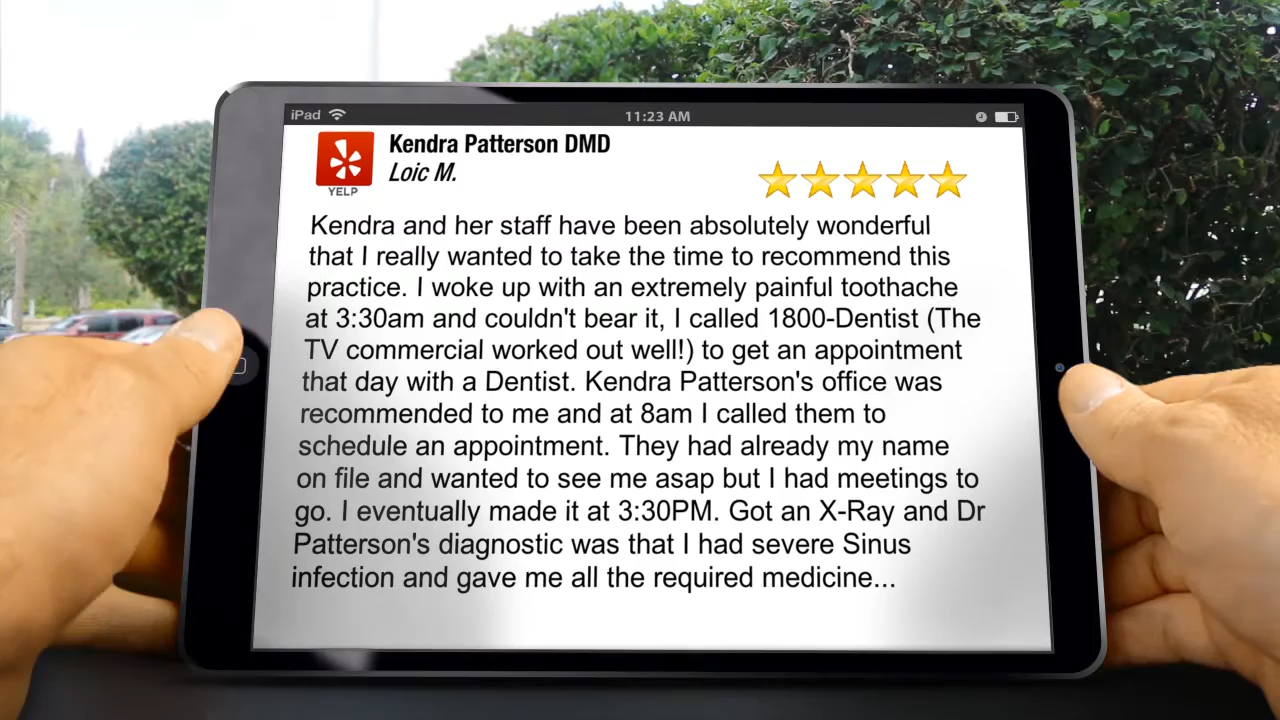 iPad
11:23 AM
YELP
Kendra Patterson DMD
Loic M.
Kendra and her staff have been absolutely wonderful
that I really wanted to take the time to recommend this
practice. I woke up with an extremely painful toothache
at 3:30am and couldn't bear it, I called 1800-Dentist (The
TV commercial worked out well!) to get an appointment
that day with a Dentist. Kendra Patterson's office was
recommended to me and at 8am I called them to
schedule an appointment. They had already my name
on file and wanted to see me asap but I had meetings to
go. I eventually made it at 3:30PM. Got an X-Ray and Dr
Patterson's diagnostic was that I had severe Sinus
infection and gave me all the required medicine...